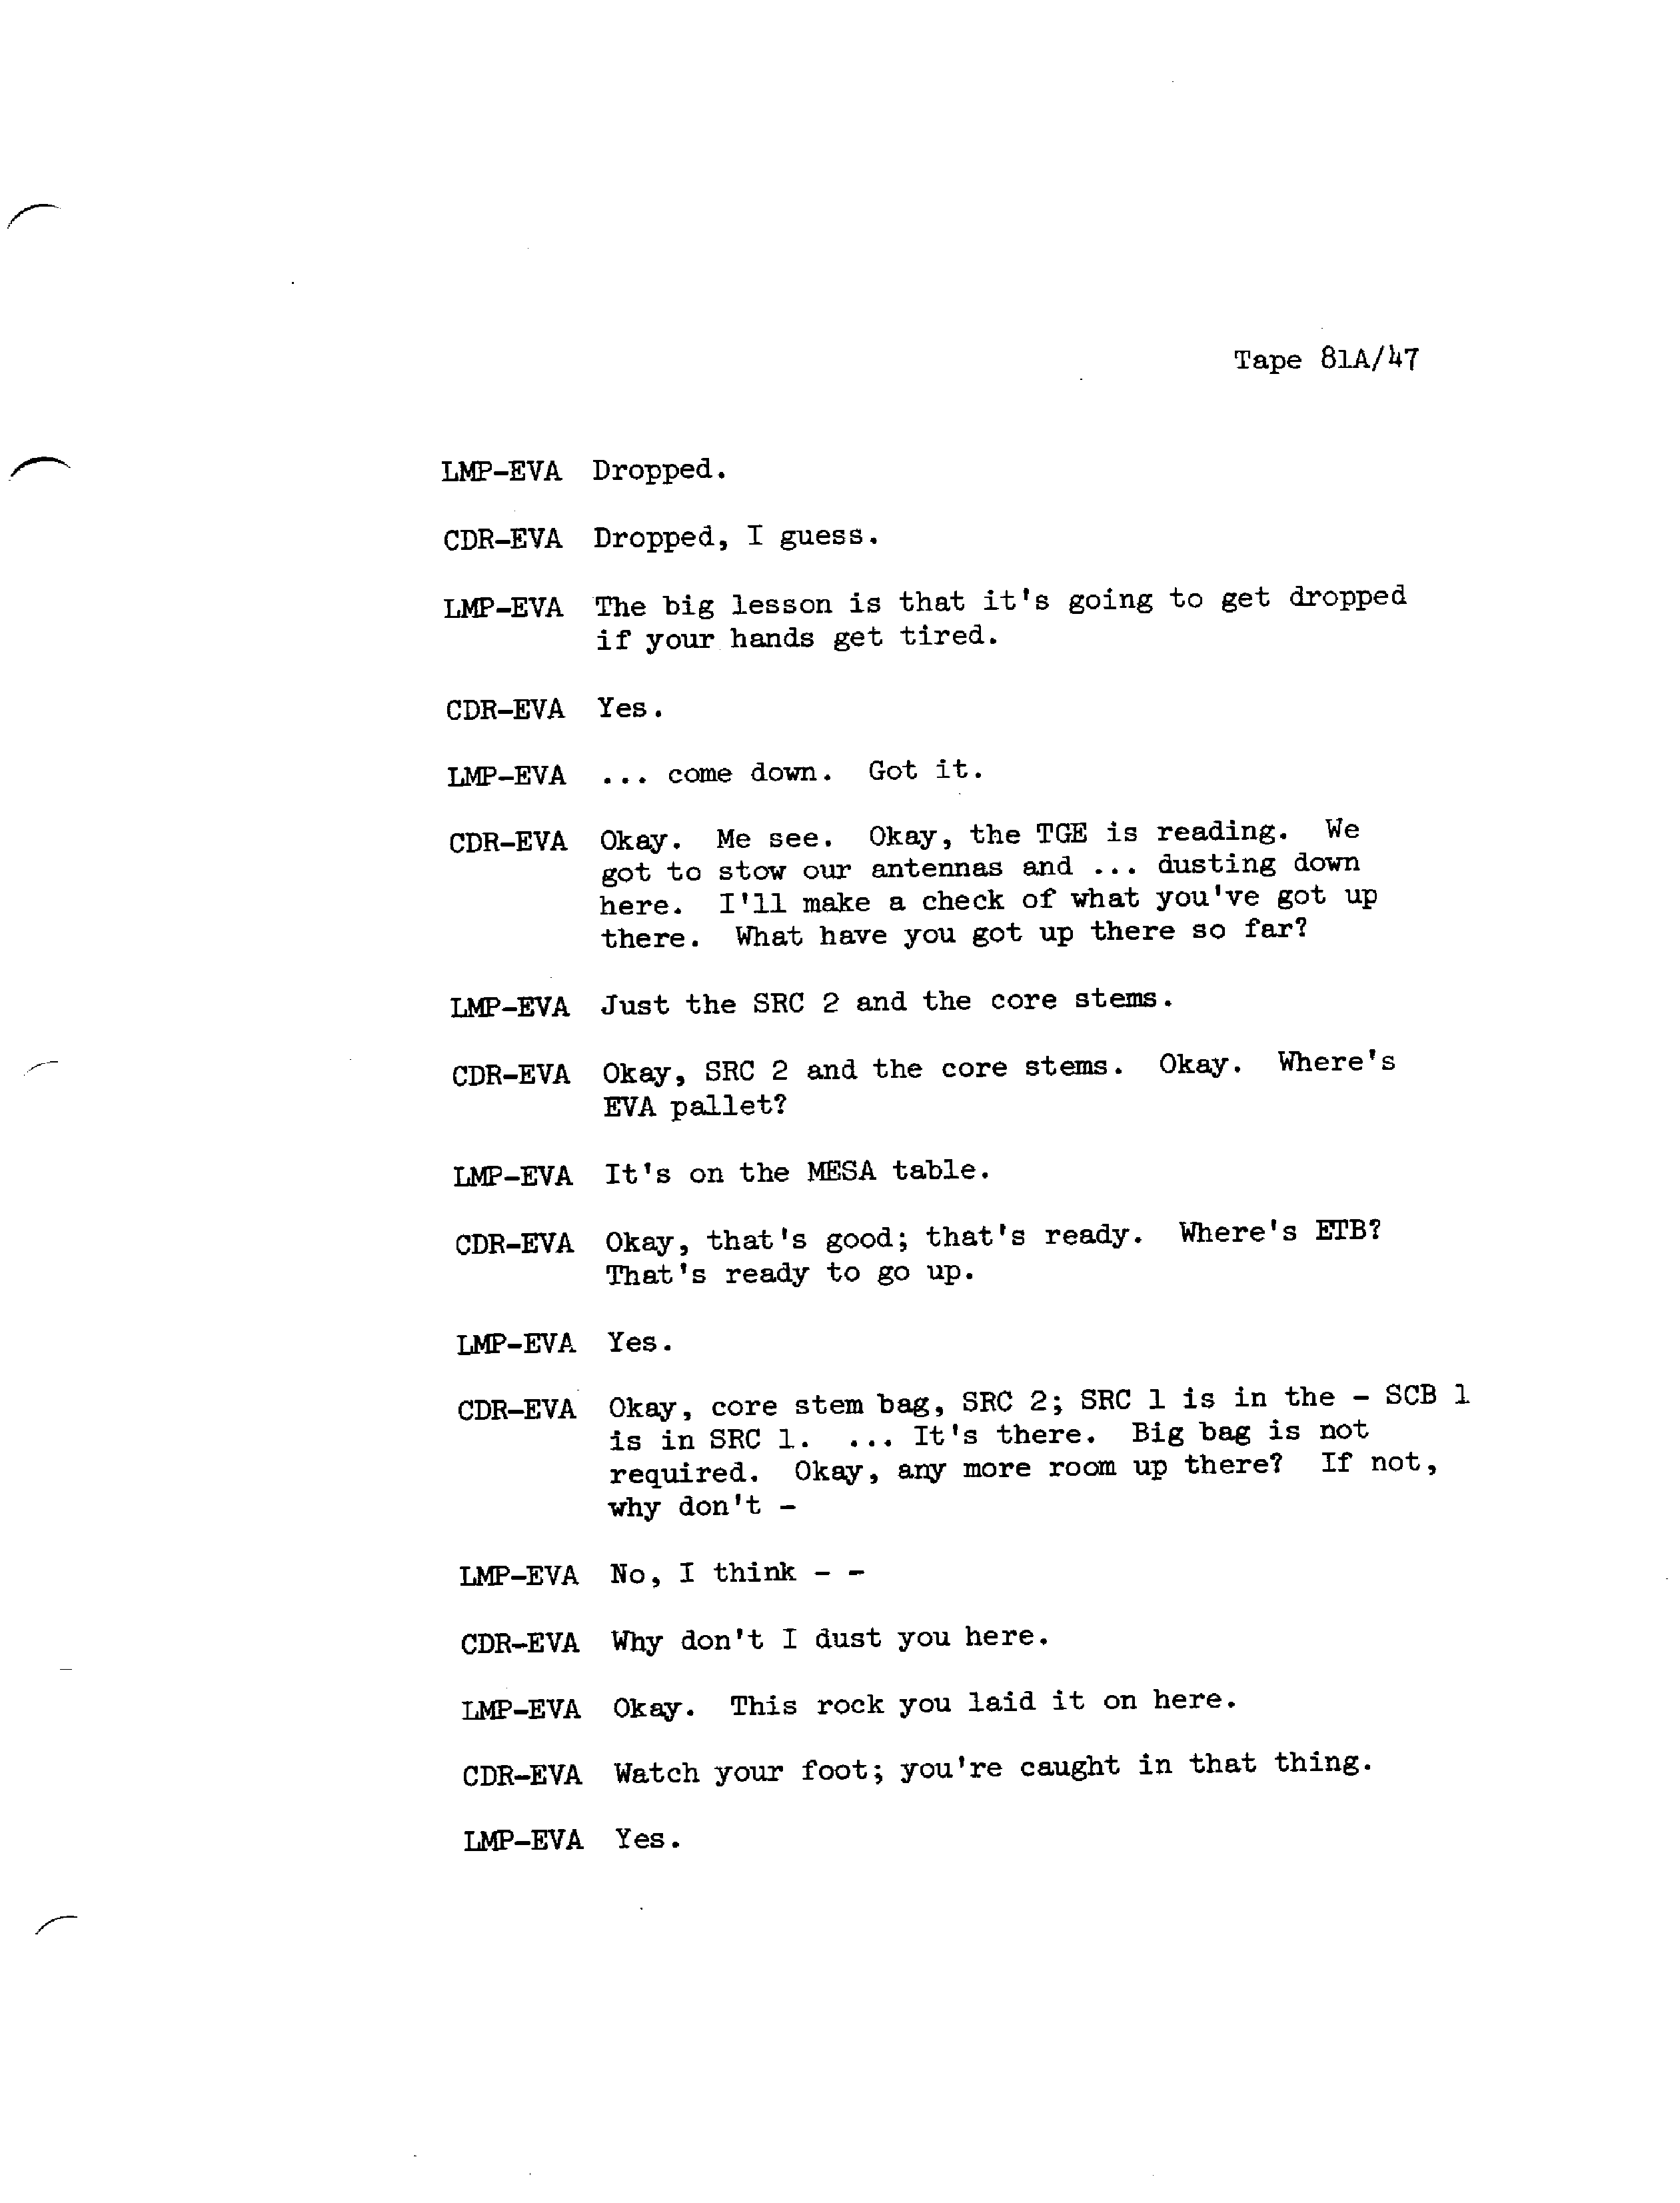 Tape 81A/47
LMP-EVA Dropped.
CDR-EVA Dropped, I guess.
LMP-EVA The big lesson is that it's going to get dropped
if your hands get tired.
CDR-EVA Yes.
LMP-EVA ... come down. Got it.
CDR-EVA Okay. Me see. Okay, the TGE is reading. We
got to stow our antennas and ... dusting down
here. I'll make a check of what you've got up
there. What have you got up there so far?
LMP-EVA Just the SRC 2 and the core stems.
CDR-EVA Okay, SRC 2 and the core stems. Okay. Where's
EVA pallet?
LMP-EVA It's on the MESA table.
CDR-EVA Okay, that's good; that's ready. Where's ETB?
That's ready to go up.
LMP-EVA Yes.
CDR-EVA Okay, core stem bag, SRC 2; SRC 1 is in the - SCB 1
is in SRC 1. ... It's there. Big bag is not
required. Okay, any more room up there? If not,
why don't -
LMP-EVA No, I think - -
CDR-EVA Why don't I dust you here.
LMP-EVA Okay. This rock you laid it on here.
CDR-EVA Watch your foot; you're caught in that thing.
LMP-EVA Yes.